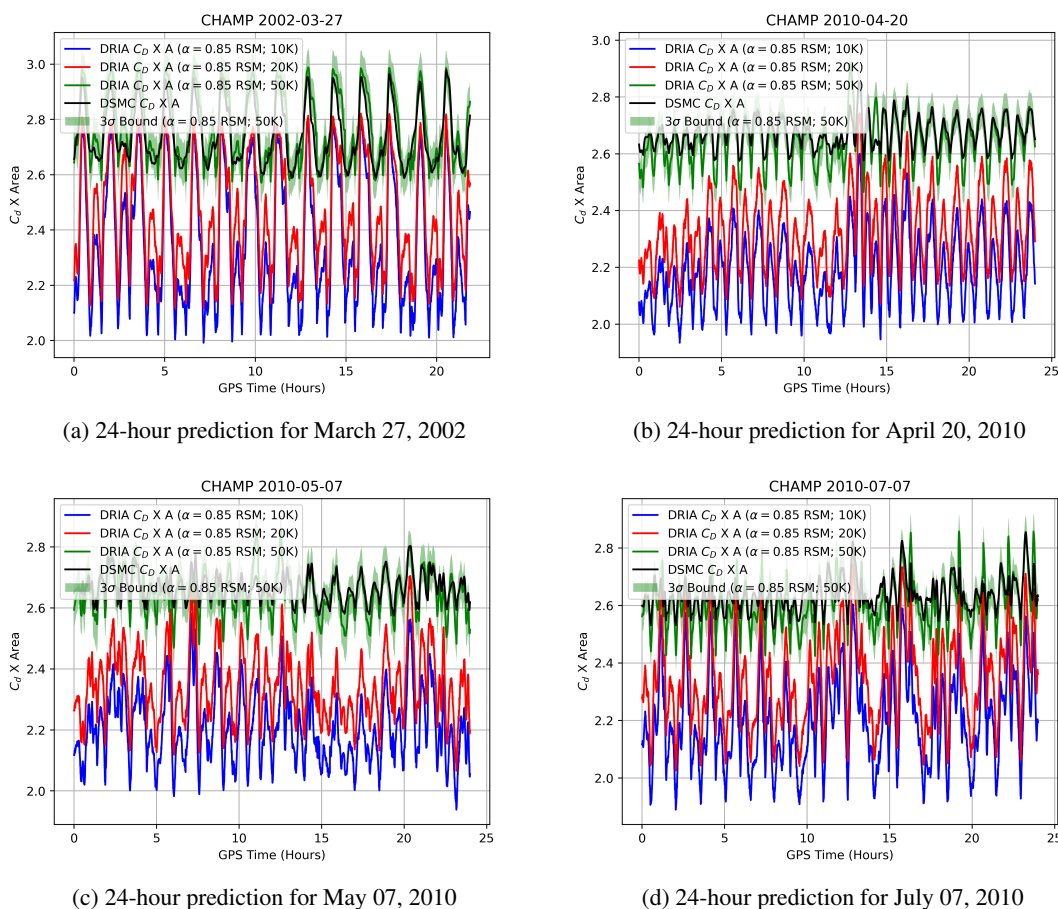 CHAMP 2002-03-27
DRIA C_D X A (α=0.85 RSM; 10K)
DRIA C_D X A (α=0.85 RSM; 20K)
DRIA C_D X A (α=0.85 RSM; 50K)
DSMC C_D X A
3σ Bound (α=0.85 RSM; 50K)
3.0
2.8
2.6
2.4
2.2
2.0
C_d X Area
0 5 10 15 20
GPS Time (Hours)
(a) 24-hour prediction for March 27, 2002
CHAMP 2010-04-20
DRIA C_D X A (α=0.85 RSM; 10K)
DRIA C_D X A (α=0.85 RSM; 20K)
DRIA C_D X A (α=0.85 RSM; 50K)
DSMC C_D X A
3σ Bound (α=0.85 RSM; 50K)
3.0
2.8
2.6
2.4
2.2
2.0
C_d X Area
0 5 10 15 20 25
GPS Time (Hours)
(b) 24-hour prediction for April 20, 2010
CHAMP 2010-05-07
DRIA C_D X A (α=0.85 RSM; 10K)
DRIA C_D X A (α=0.85 RSM; 20K)
DRIA C_D X A (α=0.85 RSM; 50K)
DSMC C_D X A
3σ Bound (α=0.85 RSM; 50K)
2.8
2.6
2.4
2.2
2.0
C_d X Area
0 5 10 15 20 25
GPS Time (Hours)
(c) 24-hour prediction for May 07, 2010
CHAMP 2010-07-07
DRIA C_D X A (α=0.85 RSM; 10K)
DRIA C_D X A (α=0.85 RSM; 20K)
DRIA C_D X A (α=0.85 RSM; 50K)
DSMC C_D X A
3σ Bound (α=0.85 RSM; 50K)
2.8
2.6
2.4
2.2
2.0
C_d X Area
0 5 10 15 20 25
GPS Time (Hours)
(d) 24-hour prediction for July 07, 2010